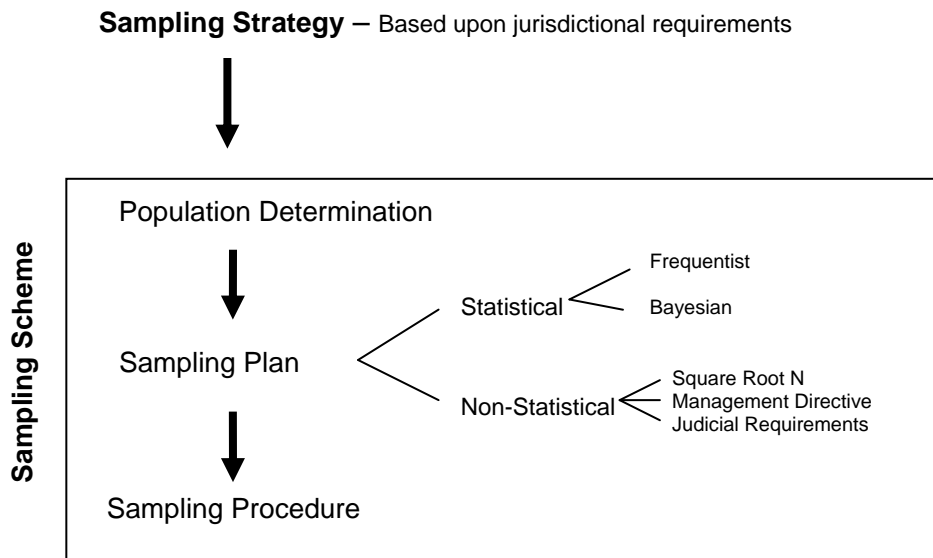 Sampling Strategy – Based upon jurisdictional requirements
Sampling Scheme
Population Determination
Frequentist
Statistical
Bayesian
Sampling Plan
Square Root N
Non-Statistical
Management Directive
Judicial Requirements
Sampling Procedure